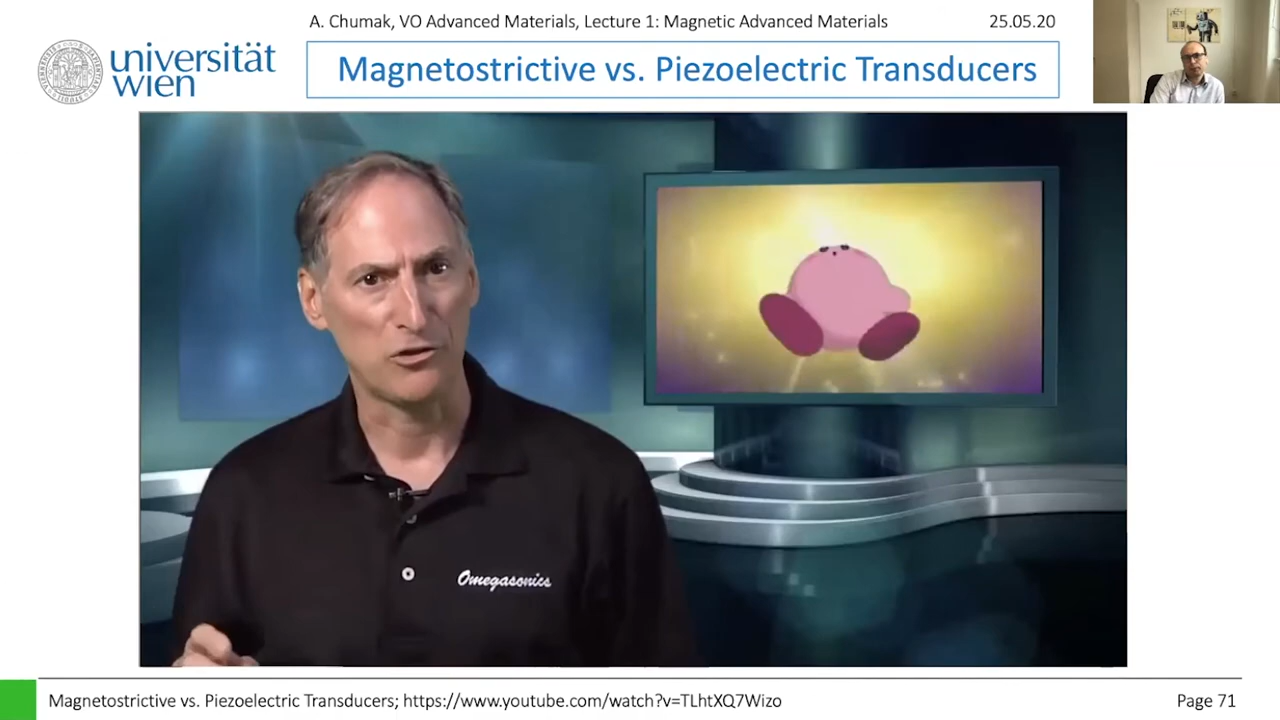 A. Chumak, VO Advanced Materials, Lecture 1: Magnetic Advanced Materials
25.05.20
universität
wien
Magnetostrictive vs. Piezoelectric Transducers
Omegasonics
Magnetostrictive vs. Piezoelectric Transducers; https://www.youtube.com/watch?v=TLhtXQ7Wizo
Page 71